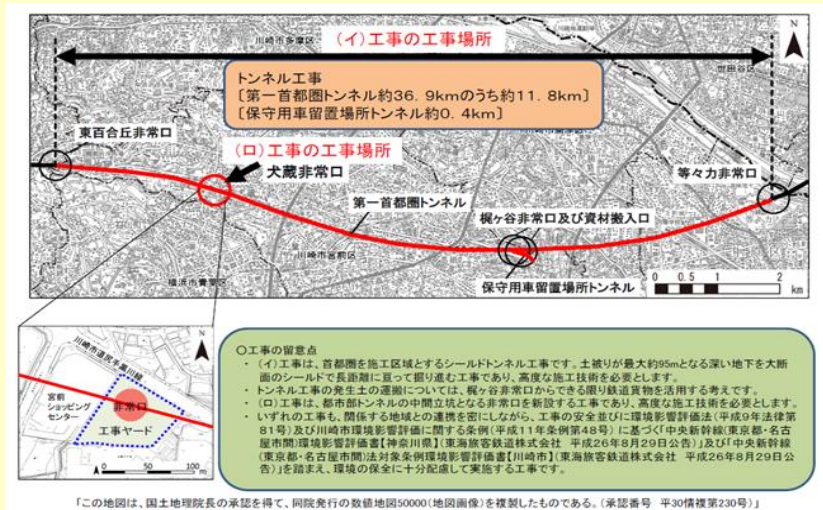 (イ)工事の工事場所
川崎市多摩区
世田谷区
N
トンネル工事
〔第一首都圏トンネル約36.9kmのうち約11.8km〕
〔保守用車留置場所トンネル約0.4km〕
東百合丘非常口
(ロ)工事の工事場所
犬蔵非常口
等々力非常口
第一首都圏トンネル
梶ヶ谷非常口及び資材搬入口
川崎市宮前区
横浜市青葉区
保守用車留置場所トンネル
0 0.5 1 2
km
N
川崎市道尻手黒川線
宮前
ショッピング
センター
非常口
工事ヤード
0 50 100
m
○工事の留意点
・(イ)工事は、首都圏を施工区域とするシールドトンネル工事です。土被りが最大約95mとなる深い地下を大断
面のシールドで長距離に亘って掘り進む工事であり、高度な施工技術を必要とします。
・トンネル工事の発生土の運搬については、梶ヶ谷非常口からできる限り鉄道貨物を活用する考えです。
・(ロ)工事は、都市部トンネルの中間立坑となる非常口を新設する工事であり、高度な施工技術を必要とします。
・いずれの工事も、関係する地域との連携を密にしながら、工事の安全並びに環境影響評価法(平成9年法律第
81号)及び川崎市環境影響評価に関する条例(平成11年条例第48号)に基づく「中央新幹線(東京都・名古
屋市間)環境影響評価書【神奈川県】(東海旅客鉄道株式会社 平成26年8月29日公告)」及び「中央新幹線
(東京都・名古屋市間)法対象条例環境影響評価書【川崎市】(東海旅客鉄道株式会社 平成26年8月29日公
告)」を踏まえ、環境の保全に十分配慮して実施する工事です。
「この地図は、国土地理院長の承認を得て、同院発行の数値地図50000(地図画像)を複製したものである。(承認番号 平30情複第230号)」